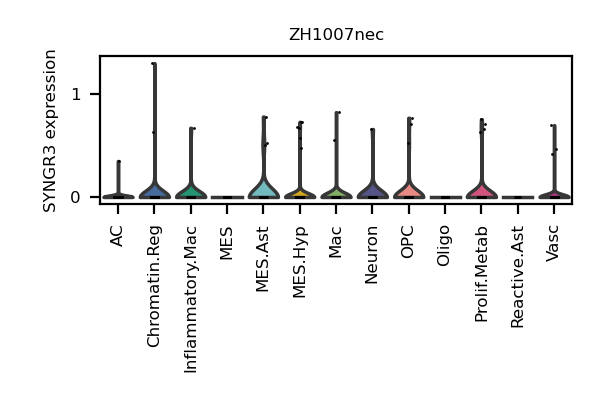 ZH1007nec
SYNGR3 expression
1
0
AC
Chromatin.Reg
Inflammatory.Mac
MES
MES.Ast
MES.Hyp
Mac
Neuron
OPC
Oligo
Prolif.Metab
Reactive.Ast
Vasc